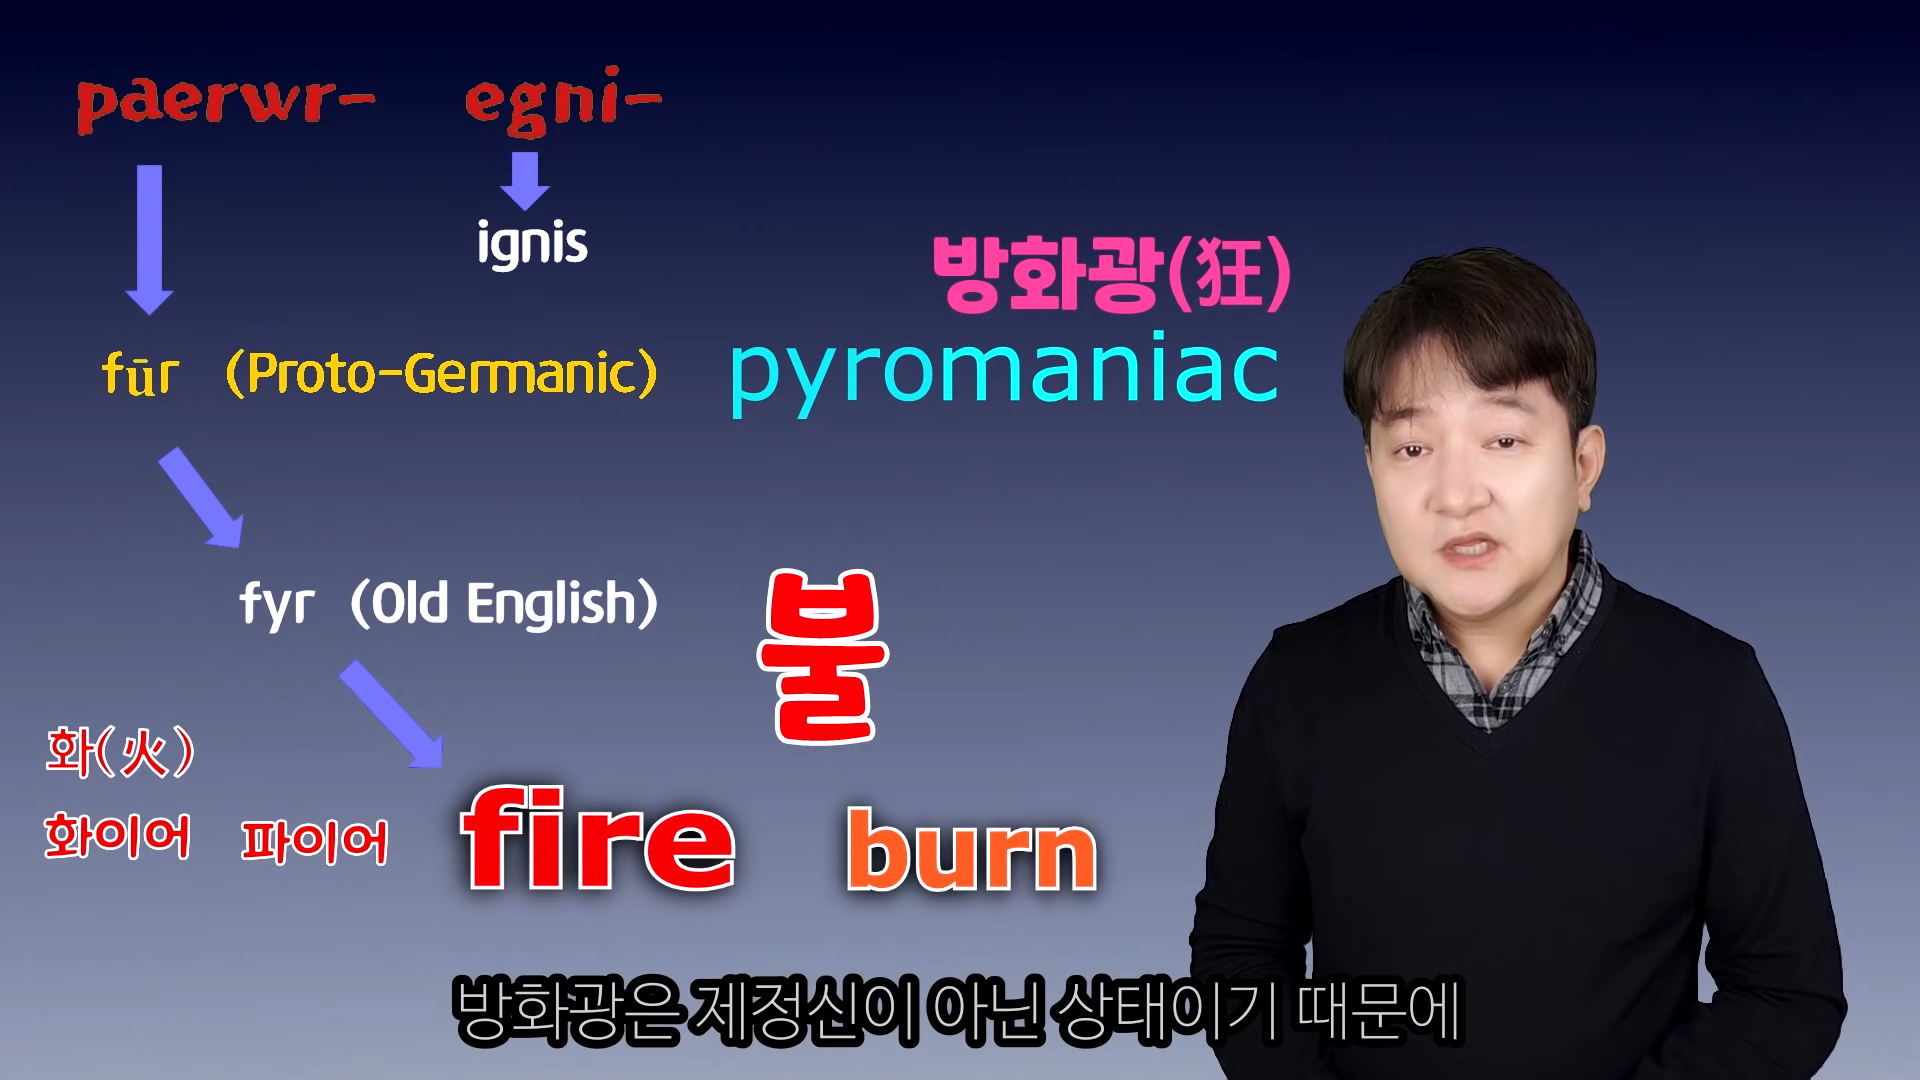 paerwr- egni-
ignis
방화광(狂)
fūr (Proto-Germanic)
pyromaniac
fyr (Old English)
불
화(火)
화이어 파이어 fire burn
방화광은 제정신이 아닌 상태이기 때문에